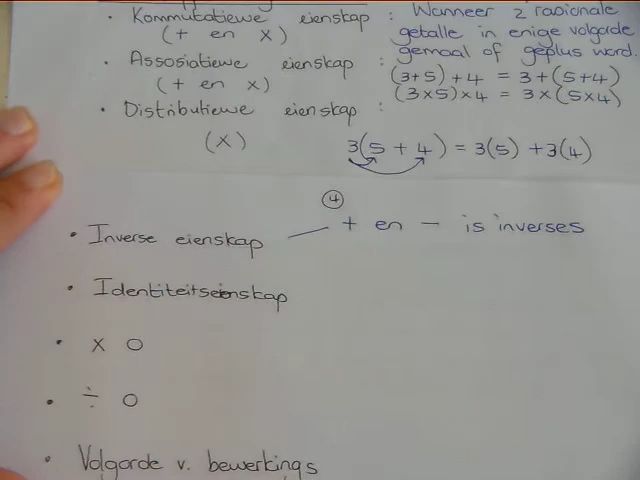 • Kommutatiewe eienskap : Wanneer 2 rasionale
(+ en x) getalle in enige volgorde
gemaal of geplus word.
• Assosiatiewe eienskap : (3+5)+4 = 3+(5+4)
(+ en x) (3x5)x4 = 3x(5x4)
• Distributiewe eienskap :
(x) 3(5 + 4) = 3(5) + 3(4)
④
• Inverse eienskap — + en − is inverses
• Identiteitseienskap
• x 0
• ÷ 0
• Volgorde v. bewerkings